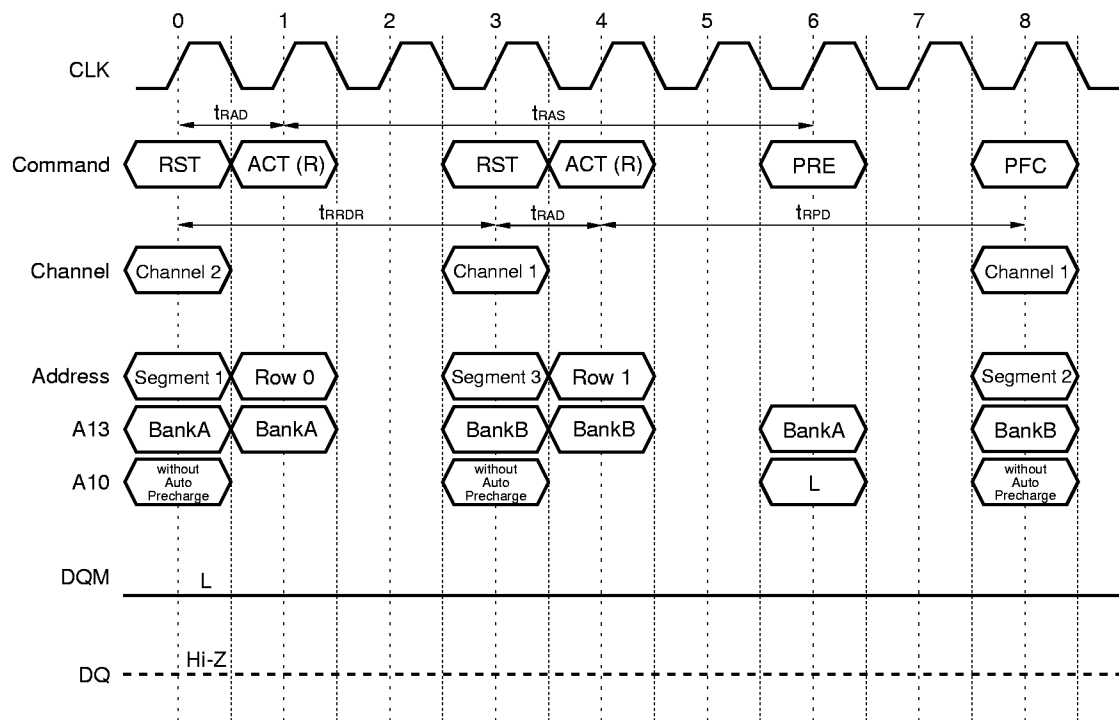 0 1 2 3 4 5 6 7 8
CLK
tRAD tRAS
Command RST ACT (R) RST ACT (R) PRE PFC
tRRDR tRAD tRPD
Channel Channel 2 Channel 1 Channel 1
Address Segment 1 Row 0 Segment 3 Row 1 Segment 2
A13 BankA BankA BankB BankB BankA BankB
A10 without Auto Precharge without Auto Precharge L without Auto Precharge
DQM L
DQ Hi-Z